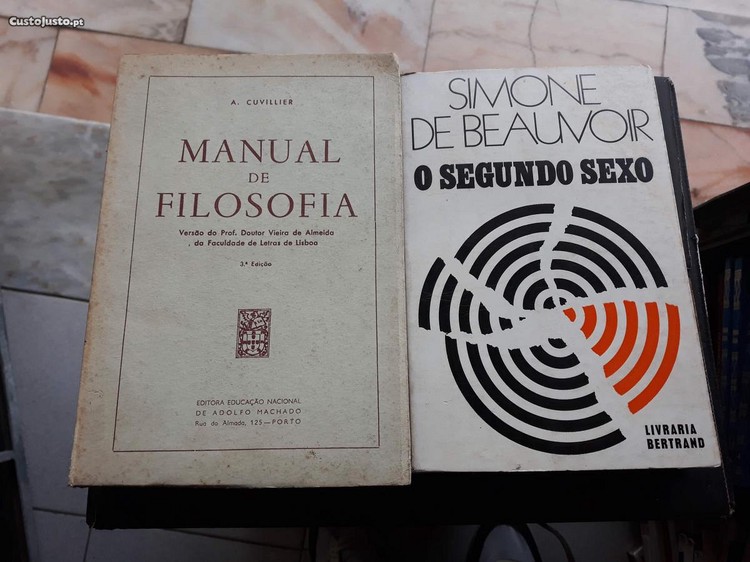 CustoJusto.pt
A. CUVILLIER
MANUAL
DE
FILOSOFIA
Versão do Prof. Doutor Vieira de Almeida
da Faculdade de Letras de Lisboa
3.ª Edição
EDITORA EDUCAÇÃO NACIONAL
DE ADOLFO MACHADO
Rua do Almada, 125 — PORTO
SIMONE
DE BEAUVOIR
O SEGUNDO SEXO
LIVRARIA
BERTRAND